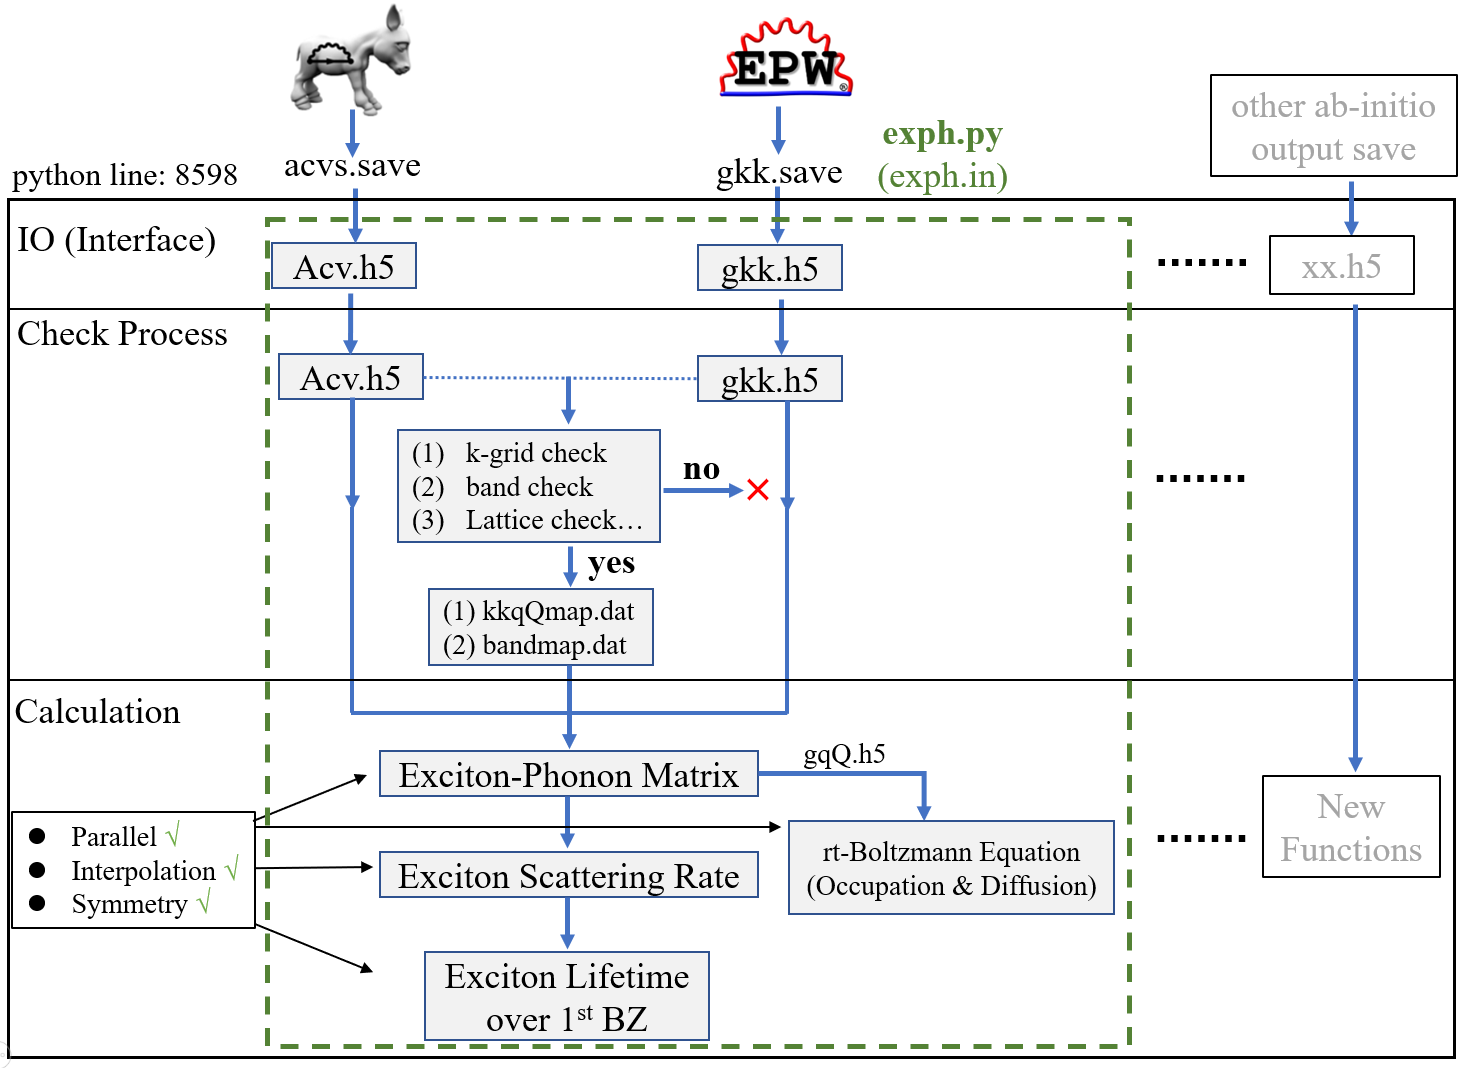 EPW
®
other ab-initio
output save
exph.py
(exph.in)
acvs.save
gkk.save
python line: 8598
IO (Interface)
Acv.h5
gkk.h5
.......
xx.h5
Check Process
Acv.h5
gkk.h5
(1) k-grid check
(2) band check
(3) Lattice check…
no
.......
yes
(1) kkqQmap.dat
(2) bandmap.dat
Calculation
Exciton-Phonon Matrix
gqQ.h5
● Parallel √
● Interpolation √
● Symmetry √
Exciton Scattering Rate
rt-Boltzmann Equation
(Occupation & Diffusion)
.......
New
Functions
Exciton Lifetime
over 1st BZ